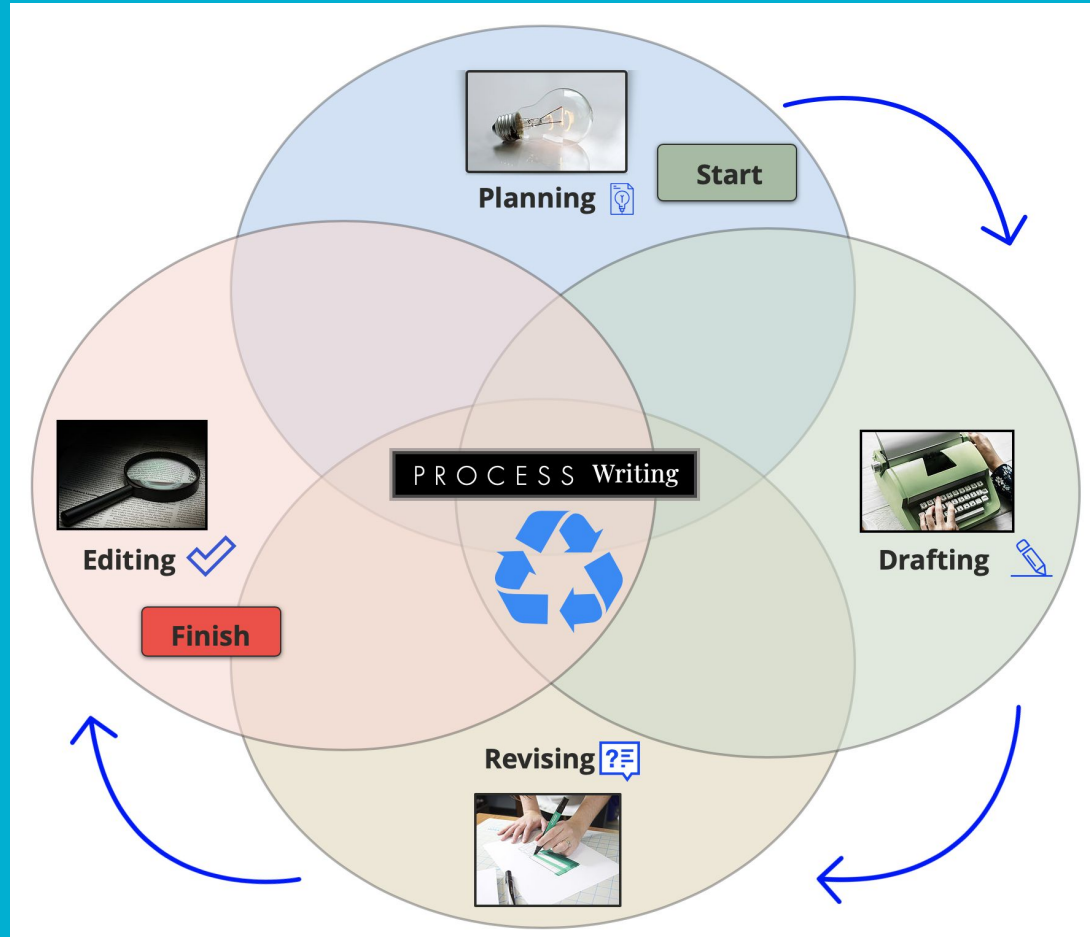 Planning
Start
PROCESS Writing
Editing
Drafting
Finish
Revising
?